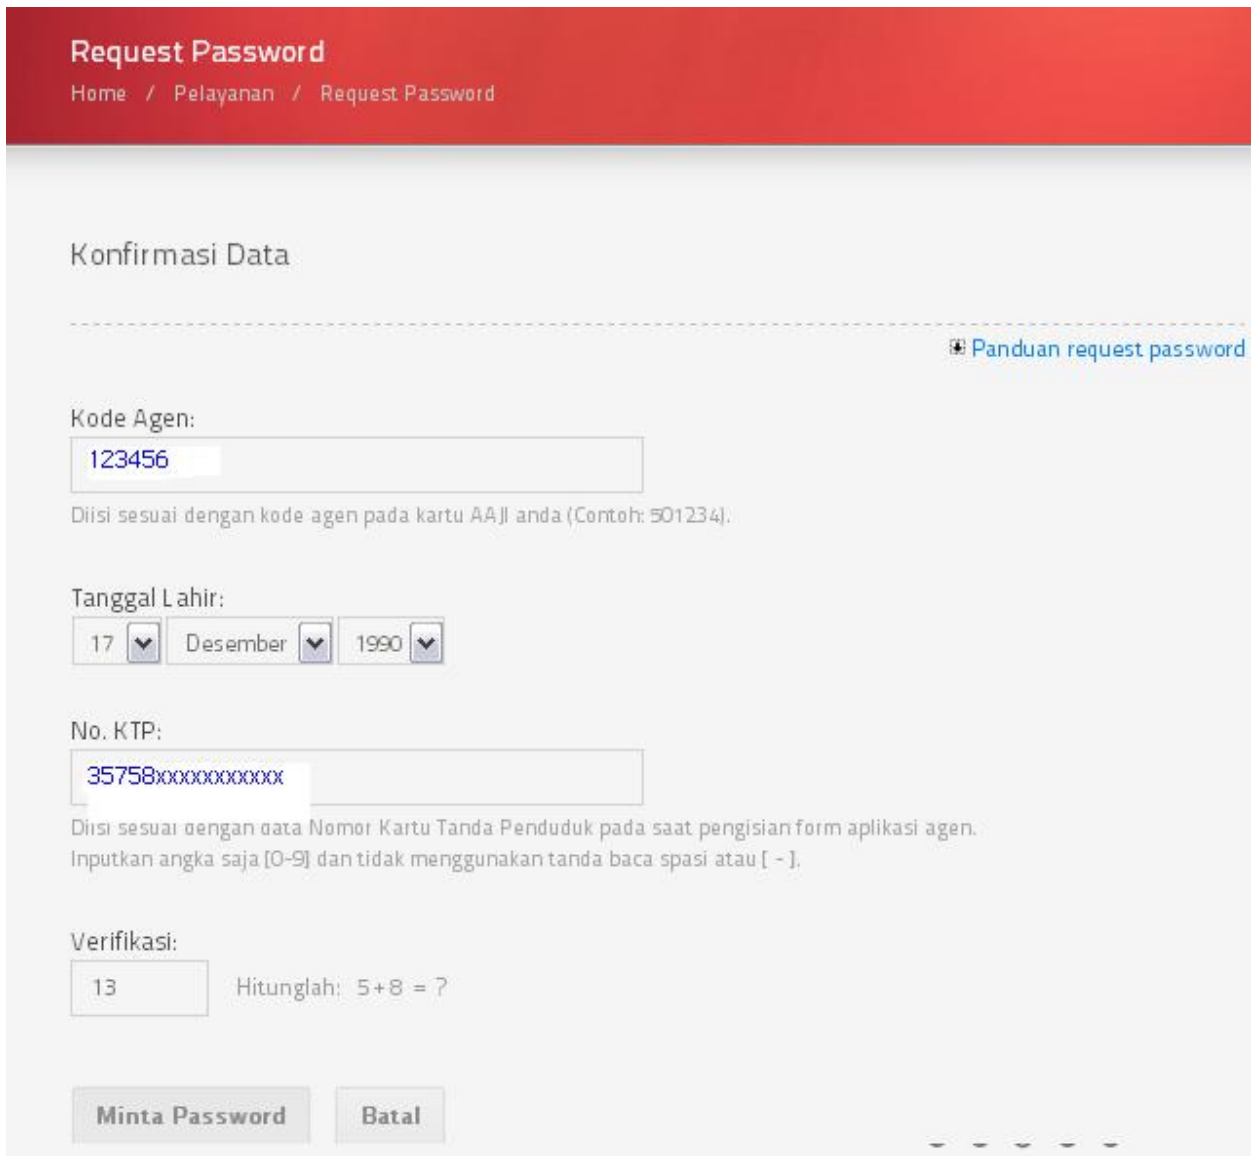 Request Password
Home / Pelayanan / Request Password
Konfirmasi Data
Panduan request password
Kode Agen:
123456
Diisi sesuai dengan kode agen pada kartu AAJI anda (Contoh: 501234).
Tanggal Lahir:
17 Desember 1990
No. KTP:
35758xxxxxxxxxxx
Diisi sesuai dengan data Nomor Kartu Tanda Penduduk pada saat pengisian form aplikasi agen.
Inputkan angka saja [0-9] dan tidak menggunakan tanda baca spasi atau [ - ].
Verifikasi:
13 Hitunglah: 5+8 = ?
Minta Password Batal